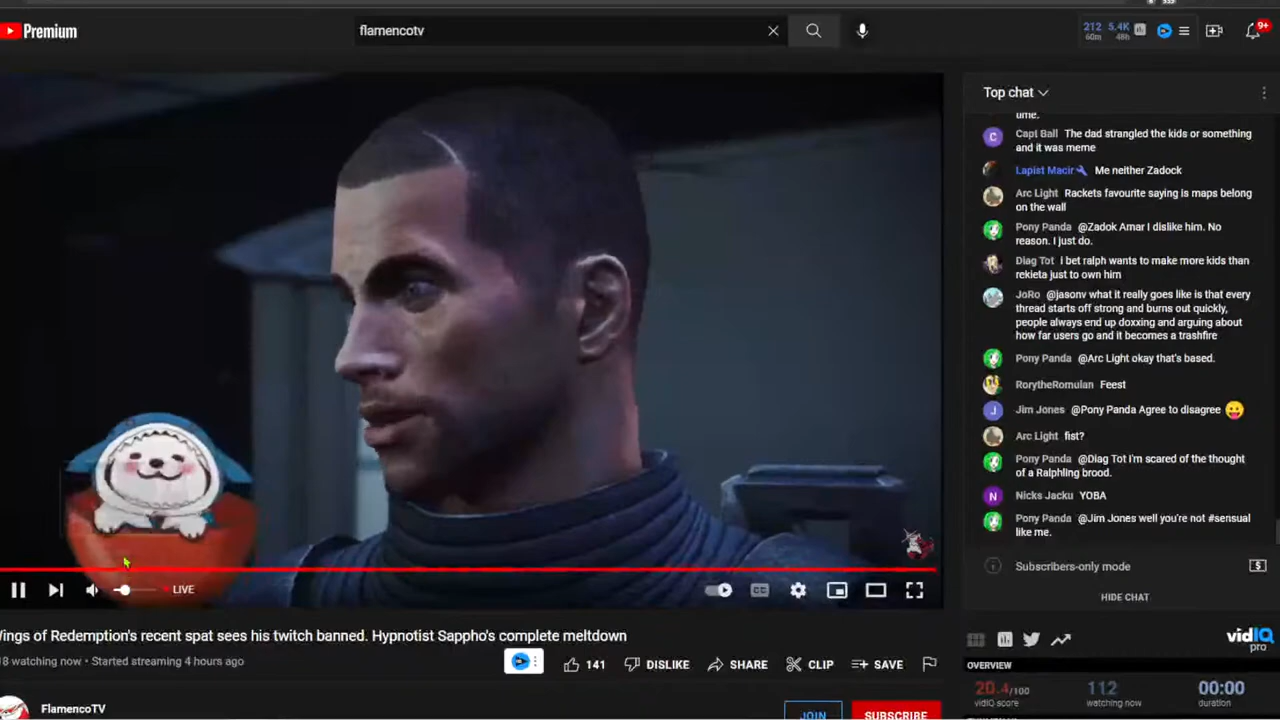 Premium
flamencotv
212
60m
5.4K
48h
9+
Top chat
time.
Capt Ball The dad strangled the kids or something
and it was meme
Lapist Macir Me neither Zadock
Arc Light Rackets favourite saying is maps belong
on the wall
Pony Panda @Zadok Amar I dislike him. No
reason. I just do.
Diag Tot I bet ralph wants to make more kids than
rekieta just to own him
JoRo @jasonv what it really goes like is that every
thread starts off strong and burns out quickly,
people always end up doxxing and arguing about
how far users go and it becomes a trashfire
Pony Panda @Arc Light okay that's based.
RorytheRomulan Feest
J Jim Jones @Pony Panda Agree to disagree
Arc Light fist?
Pony Panda @Diag Tot I'm scared of the thought
of a Ralphling brood.
N Nicks Jacku YOBA
Pony Panda @Jim Jones well you're not #sensual
like me.
Subscribers-only mode
HIDE CHAT
LIVE
Wings of Redemption's recent spat sees his twitch banned. Hypnotist Sappho's complete meltdown
8 watching now • Started streaming 4 hours ago
141
DISLIKE
SHARE
CLIP
SAVE
FlamencoTV
JOIN
SUBSCRIBE
vidIQ
pro
OVERVIEW
20.4/100
vidIQ score
112
watching now
00:00
duration